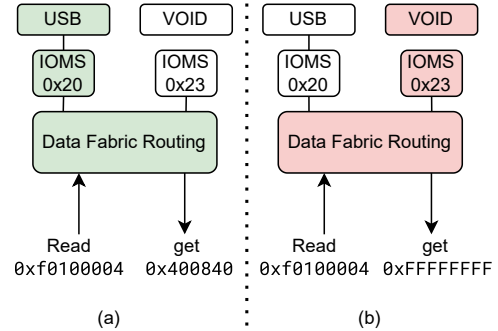 USB
VOID
IOMS
0x20
IOMS
0x23
Data Fabric Routing
Read
0xf0100004
get
0x400840
(a)
USB
VOID
IOMS
0x20
IOMS
0x23
Data Fabric Routing
Read
0xf0100004
get
0xFFFFFFFF
(b)